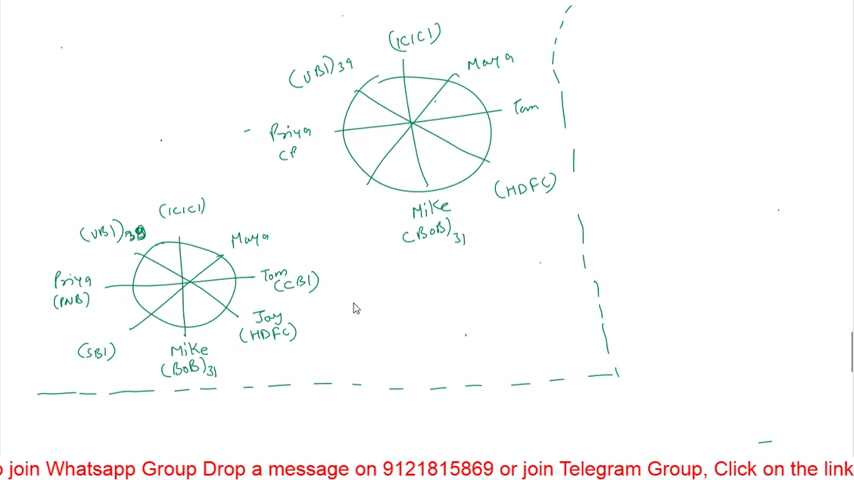 (ICICI)
(UBI) 39
Maya
Tom
Priya
CP
(HDFC)
Mike
(BOB) 31
(ICICI)
(UBI) 39
Maya
Priya
(PNB)
Tom
(CBI)
Jay
(HDFC)
(SBI)
Mike
(BOB) 31
o join Whatsapp Group Drop a message on 9121815869 or join Telegram Group, Click on the link